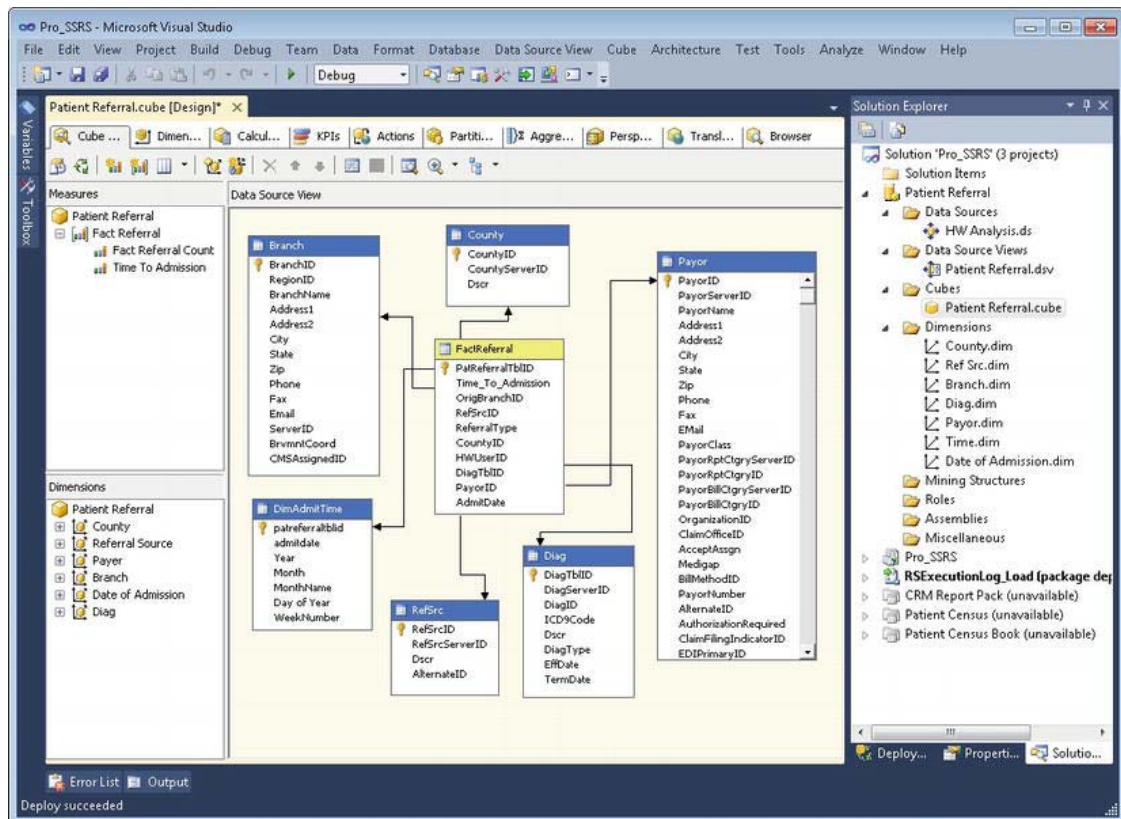 Pro_SSRS - Microsoft Visual Studio
File Edit View Project Build Debug Team Data Format Database Data Source View Cube Architecture Test Tools Analyze Window Help
Debug
Variables
Toolbox
Patient Referral.cube [Design]*
Cube ... Dimen... Calcul... KPIs Actions Partiti... Aggre... Persp... Transl... Browser
Measures
Patient Referral
Fact Referral
Fact Referral Count
Time To Admission
Dimensions
Patient Referral
County
Referral Source
Payer
Branch
Date of Admission
Diag
Data Source View
Branch
BranchID
RegionID
BranchName
Address1
Address2
City
State
Zip
Phone
Fax
Email
ServerID
BrvmntCoord
CMSAssignedID
County
CountyID
CountyServerID
Dscr
FactReferral
PatReferralTblID
Time_To_Admission
OrigBranchID
RefSrcID
ReferralType
CountyID
HWUserID
DiagTblID
PayorID
AdmitDate
Payor
PayorID
PayorServerID
PayorName
Address1
Address2
City
State
Zip
Phone
Fax
EMail
PayorClass
PayorRptCtgryServerID
PayorRptCtgryID
PayorBillCtgryServerID
PayorBillCtgryID
OrganizationID
ClaimOfficeID
AcceptAssgn
Medigap
BillMethodID
PayorNumber
AlternateID
AuthorizationRequired
ClaimFilingIndicatorID
EDIPrimaryID
DimAdmitTime
patreferraltblid
admitdate
Year
Month
MonthName
Day of Year
WeekNumber
RefSrc
RefSrcID
RefSrcServerID
Dscr
AlternateID
Diag
DiagTblID
DiagServerID
DiagID
ICD9Code
Dscr
DiagType
EffDate
TermDate
Solution Explorer
Solution 'Pro_SSRS' (3 projects)
Solution Items
Patient Referral
Data Sources
HW Analysis.ds
Data Source Views
Patient Referral.dsv
Cubes
Patient Referral.cube
Dimensions
County.dim
Ref Src.dim
Branch.dim
Diag.dim
Payor.dim
Time.dim
Date of Admission.dim
Mining Structures
Roles
Assemblies
Miscellaneous
Pro_SSRS
RSExecutionLog_Load (package dep
CRM Report Pack (unavailable)
Patient Census (unavailable)
Patient Census Book (unavailable)
Deploy... Properti... Solutio...
Error List Output
Deploy succeeded